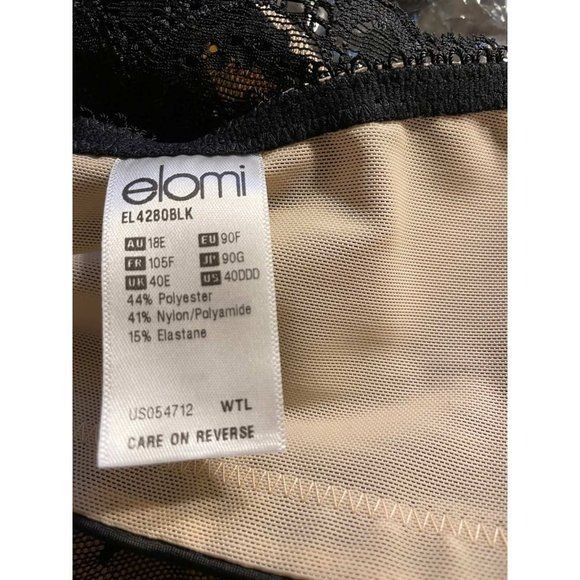 elomi
EL4280BLK
AU 18E EU 90F
FR 105F JP 90G
UK 40E US 40DDD
44% Polyester
41% Nylon/Polyamide
15% Elastane
US054712 WTL
CARE ON REVERSE